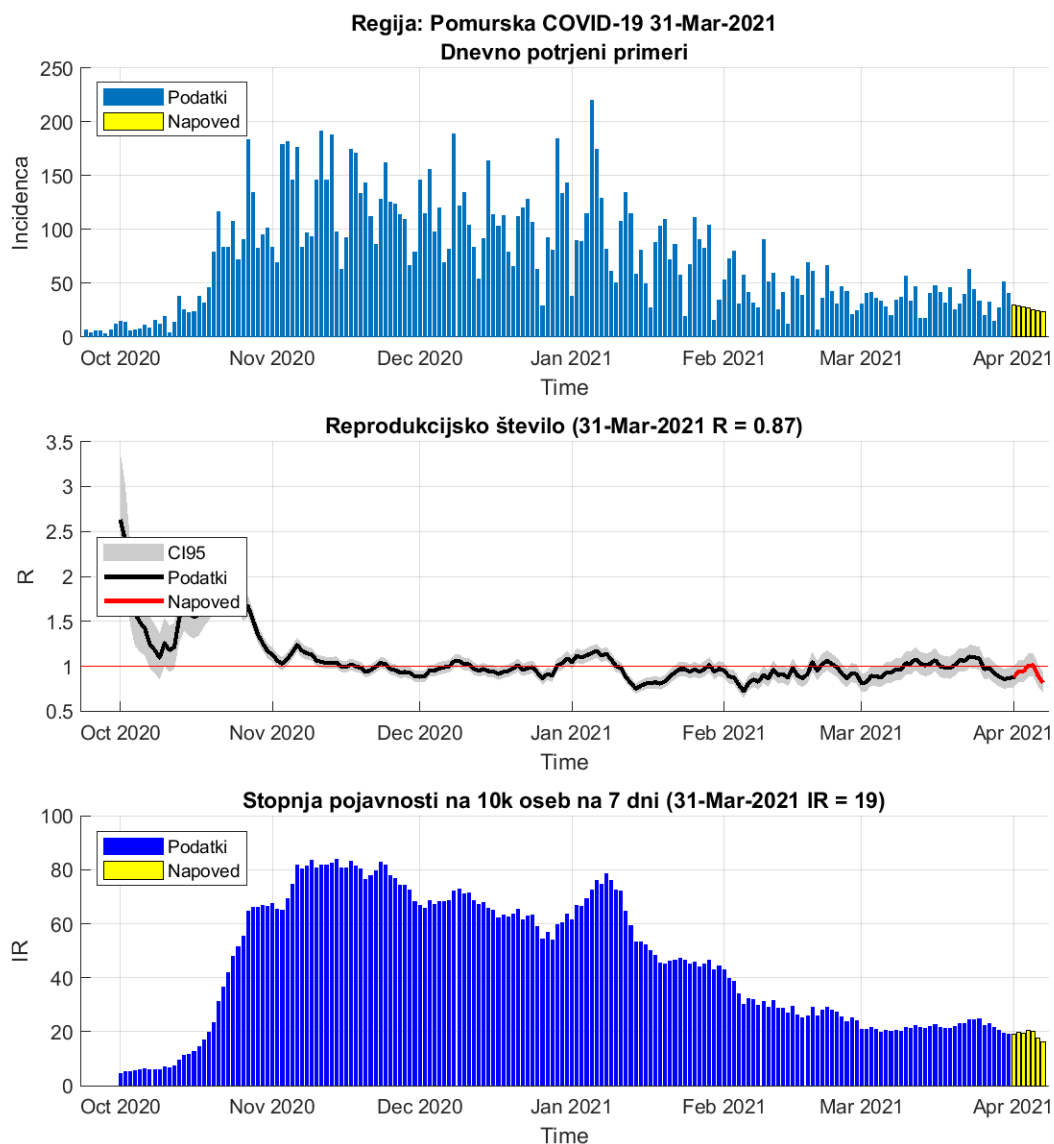 Regija: Pomurska COVID-19 31-Mar-2021
Dnevno potrjeni primeri
250
200
150
100
50
0
Incidenca
Podatki
Napoved
Oct 2020 Nov 2020 Dec 2020 Jan 2021 Feb 2021 Mar 2021 Apr 2021
Time
Reprodukcijsko število (31-Mar-2021 R = 0.87)
3.5
3
2.5
2
1.5
1
0.5
R
CI95
Podatki
Napoved
Oct 2020 Nov 2020 Dec 2020 Jan 2021 Feb 2021 Mar 2021 Apr 2021
Time
Stopnja pojavnosti na 10k oseb na 7 dni (31-Mar-2021 IR = 19)
100
80
60
40
20
0
IR
Podatki
Napoved
Oct 2020 Nov 2020 Dec 2020 Jan 2021 Feb 2021 Mar 2021 Apr 2021
Time